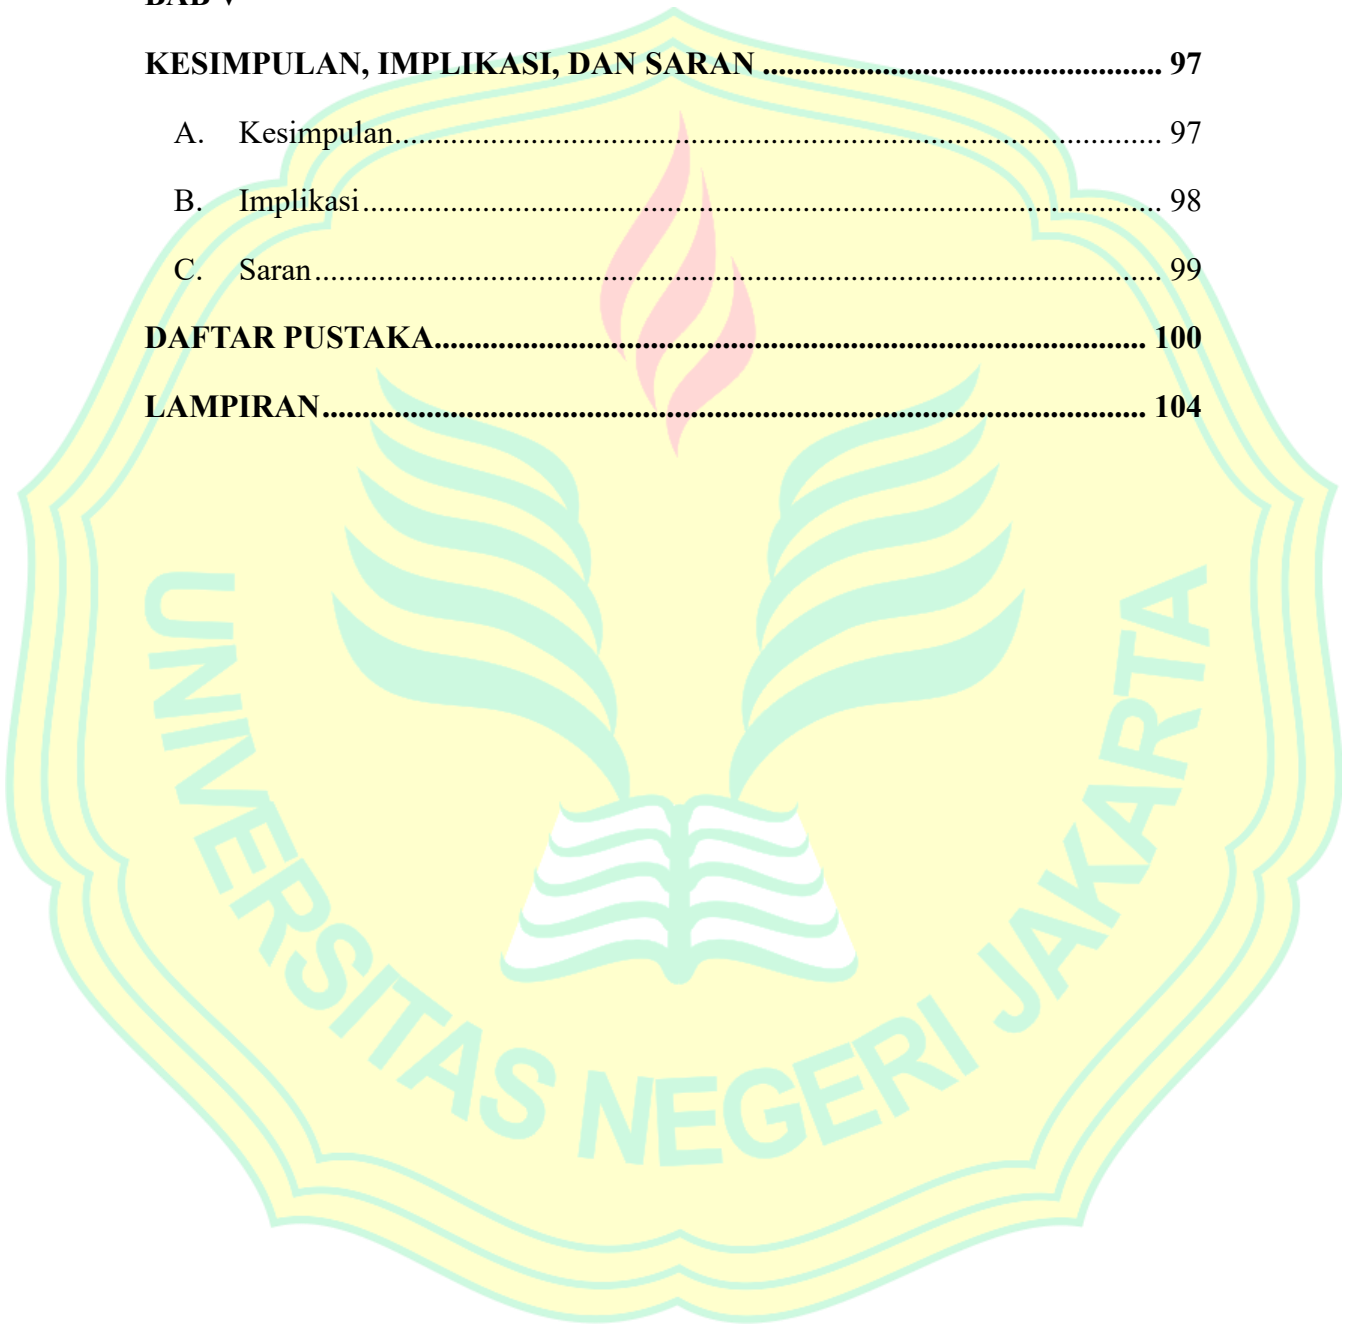 BAB V
KESIMPULAN, IMPLIKASI, DAN SARAN .................................................. 97
A. Kesimpulan................................................................................................ 97
B. Implikasi.................................................................................................... 98
C. Saran.......................................................................................................... 99
DAFTAR PUSTAKA......................................................................................... 100
LAMPIRAN....................................................................................................... 104
UNIVERSITAS NEGERI JAKARTA